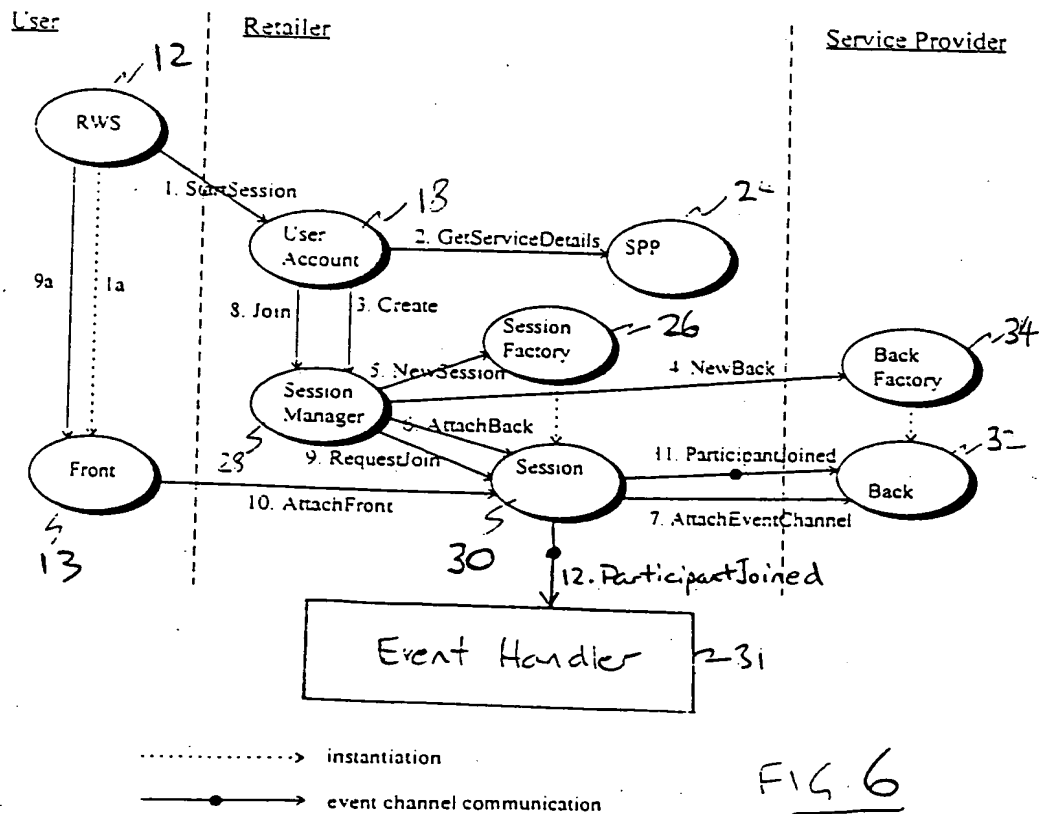 User
Retailer
Service Provider
12
RWS
1. StartSession
13
User
Account
2. GetServiceDetails
SPP
9a
1a
8. Join
3. Create
Session
Factory
26
5. NewSession
4 NewBack
Back
Factory
34
Session
Manager
AttachBack
28
9. RequestJoin
Front
13
10. AttachFront
Session
30
11. ParticipantJoined
7. AttachEventChannel
Back
32
12. ParticipantJoined
Event Handler
31
instantiation
event channel communication
FIG. 6